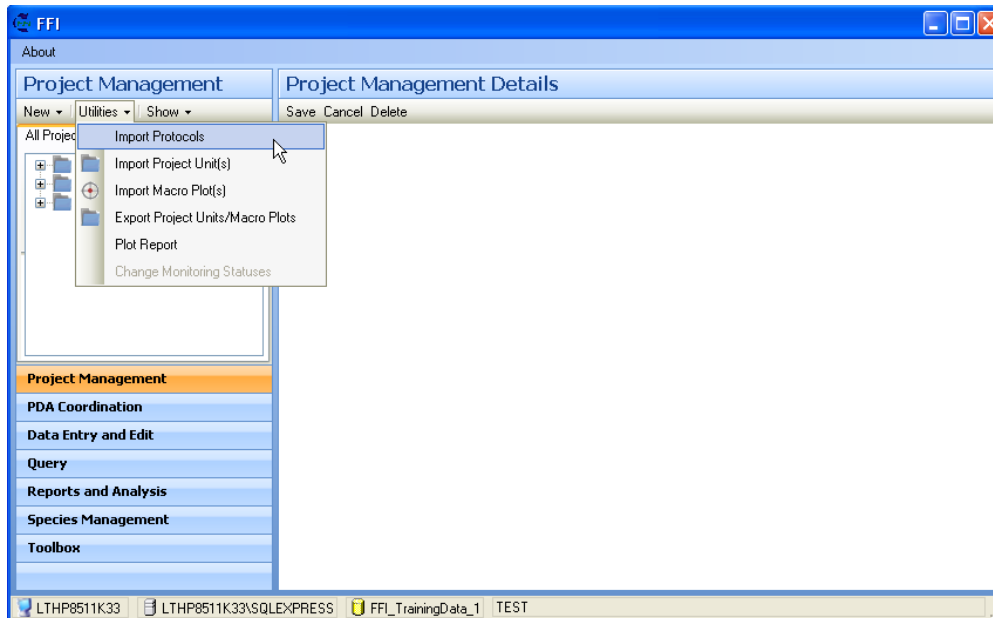 FFI
About
Project Management
Project Management Details
New Utilities Show
Save Cancel Delete
Import Protocols
Import Project Unit(s)
Import Macro Plot(s)
Export Project Units/Macro Plots
Plot Report
Change Monitoring Statuses
Project Management
PDA Coordination
Data Entry and Edit
Query
Reports and Analysis
Species Management
Toolbox
LTHP8511K33 LTHP8511K33\SQLEXPRESS FFI_TrainingData_1 TEST